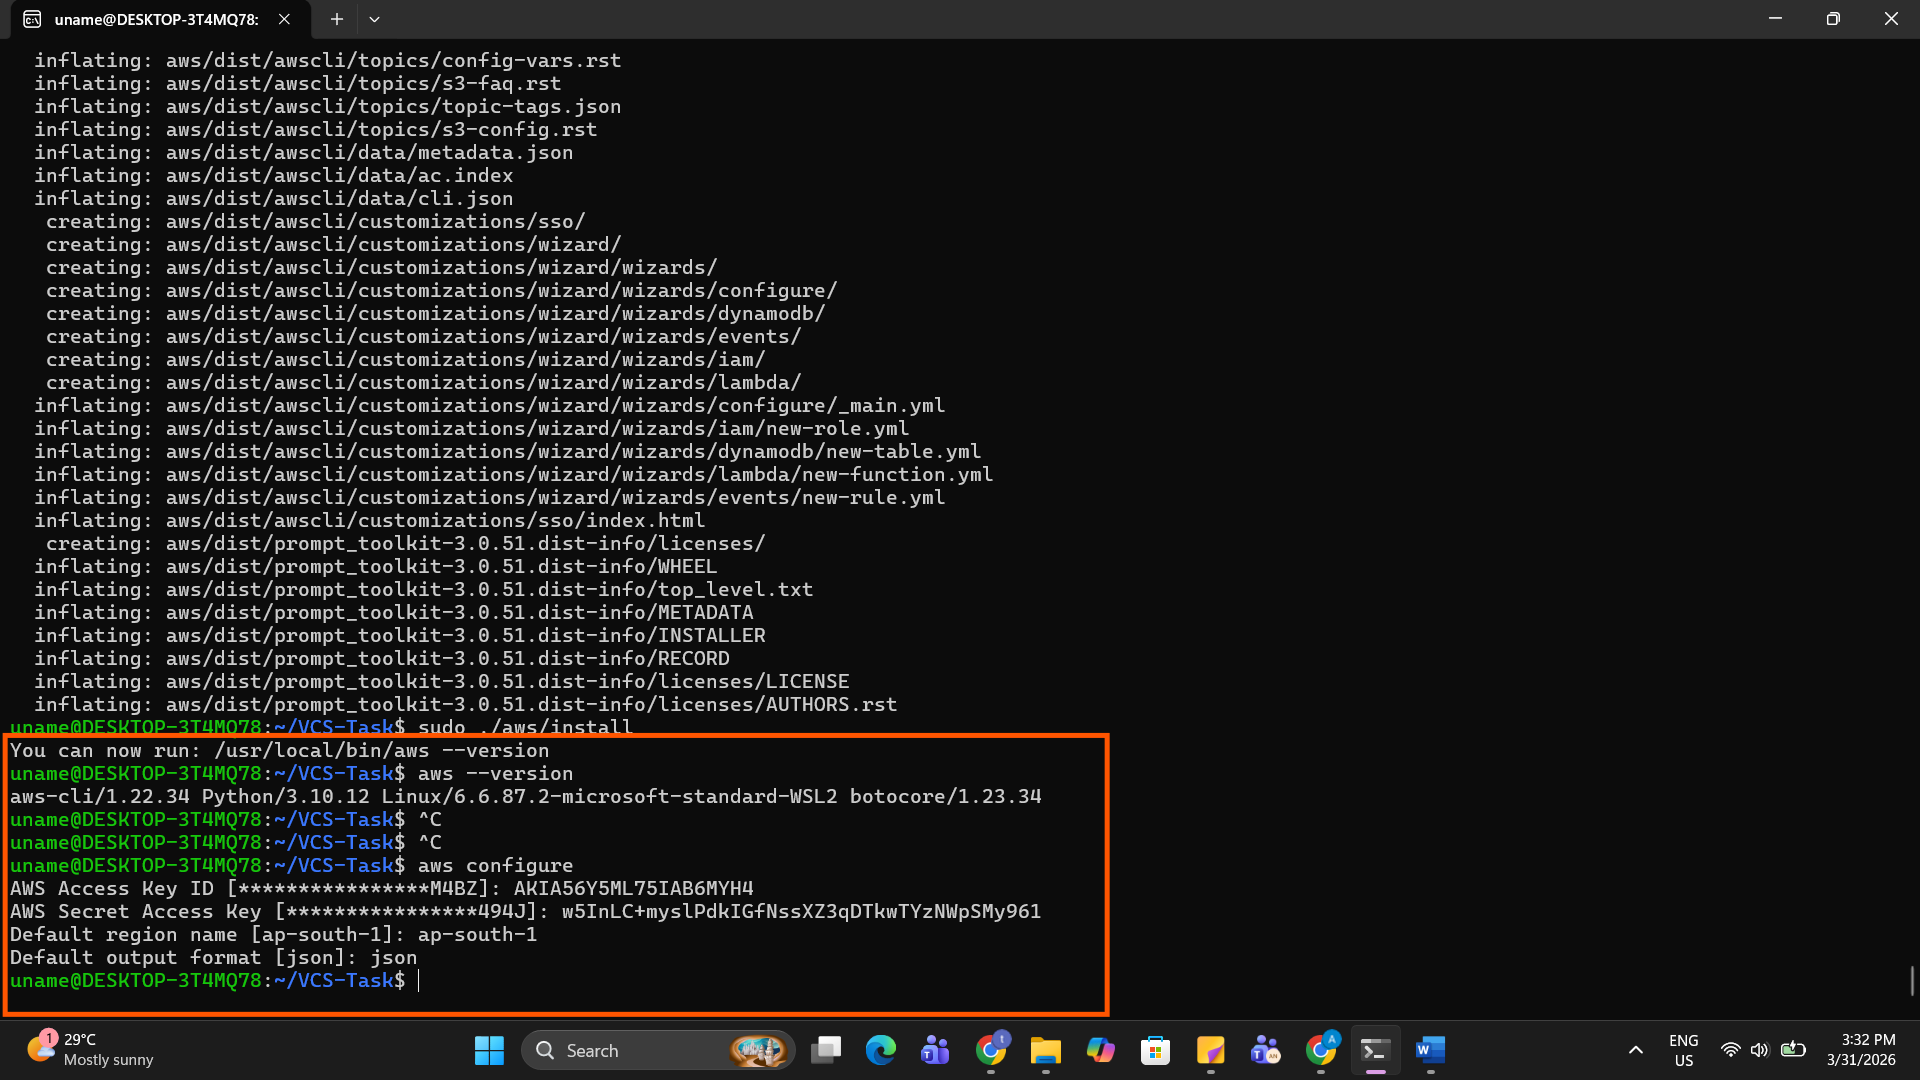 uname@DESKTOP-3T4MQ78:
inflating: aws/dist/awscli/topics/config-vars.rst
inflating: aws/dist/awscli/topics/s3-faq.rst
inflating: aws/dist/awscli/topics/topic-tags.json
inflating: aws/dist/awscli/topics/s3-config.rst
inflating: aws/dist/awscli/data/metadata.json
inflating: aws/dist/awscli/data/ac.index
inflating: aws/dist/awscli/data/cli.json
creating: aws/dist/awscli/customizations/sso/
creating: aws/dist/awscli/customizations/wizard/
creating: aws/dist/awscli/customizations/wizard/wizards/
creating: aws/dist/awscli/customizations/wizard/wizards/configure/
creating: aws/dist/awscli/customizations/wizard/wizards/dynamodb/
creating: aws/dist/awscli/customizations/wizard/wizards/events/
creating: aws/dist/awscli/customizations/wizard/wizards/iam/
creating: aws/dist/awscli/customizations/wizard/wizards/lambda/
inflating: aws/dist/awscli/customizations/wizard/wizards/configure/_main.yml
inflating: aws/dist/awscli/customizations/wizard/wizards/iam/new-role.yml
inflating: aws/dist/awscli/customizations/wizard/wizards/dynamodb/new-table.yml
inflating: aws/dist/awscli/customizations/wizard/wizards/lambda/new-function.yml
inflating: aws/dist/awscli/customizations/wizard/wizards/events/new-rule.yml
inflating: aws/dist/awscli/customizations/sso/index.html
creating: aws/dist/prompt_toolkit-3.0.51.dist-info/licenses/
inflating: aws/dist/prompt_toolkit-3.0.51.dist-info/WHEEL
inflating: aws/dist/prompt_toolkit-3.0.51.dist-info/top_level.txt
inflating: aws/dist/prompt_toolkit-3.0.51.dist-info/METADATA
inflating: aws/dist/prompt_toolkit-3.0.51.dist-info/INSTALLER
inflating: aws/dist/prompt_toolkit-3.0.51.dist-info/RECORD
inflating: aws/dist/prompt_toolkit-3.0.51.dist-info/licenses/LICENSE
inflating: aws/dist/prompt_toolkit-3.0.51.dist-info/licenses/AUTHORS.rst
uname@DESKTOP-3T4MQ78:~/VCS-Task$ sudo ./aws/install
You can now run: /usr/local/bin/aws --version
uname@DESKTOP-3T4MQ78:~/VCS-Task$ aws --version
aws-cli/1.22.34 Python/3.10.12 Linux/6.6.87.2-microsoft-standard-WSL2 botocore/1.23.34
uname@DESKTOP-3T4MQ78:~/VCS-Task$ ^C
uname@DESKTOP-3T4MQ78:~/VCS-Task$ ^C
uname@DESKTOP-3T4MQ78:~/VCS-Task$ aws configure
AWS Access Key ID [****************M4BZ]: AKIA56Y5ML75IAB6MYH4
AWS Secret Access Key [****************494J]: 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
Default region name [ap-south-1]: ap-south-1
Default output format [json]: json
uname@DESKTOP-3T4MQ78:~/VCS-Task$
1
29°C
Mostly sunny
Search
ENG
US
3:32 PM
3/31/2026